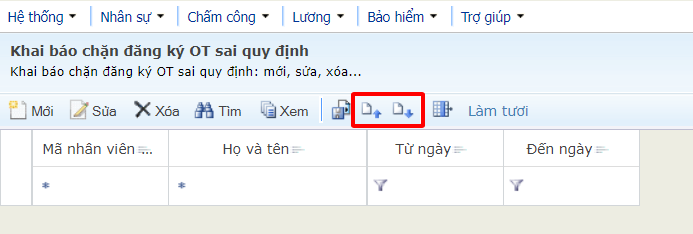 Hệ thống Nhân sự Chấm công Lương Bảo hiểm Trợ giúp
Khai báo chặn đăng ký OT sai quy định
Khai báo chặn đăng ký OT sai quy định: mới, sửa, xóa...
Mới Sửa Xóa Tìm Xem Làm tươi
Mã nhân viên ... Họ và tên Từ ngày Đến ngày
* *